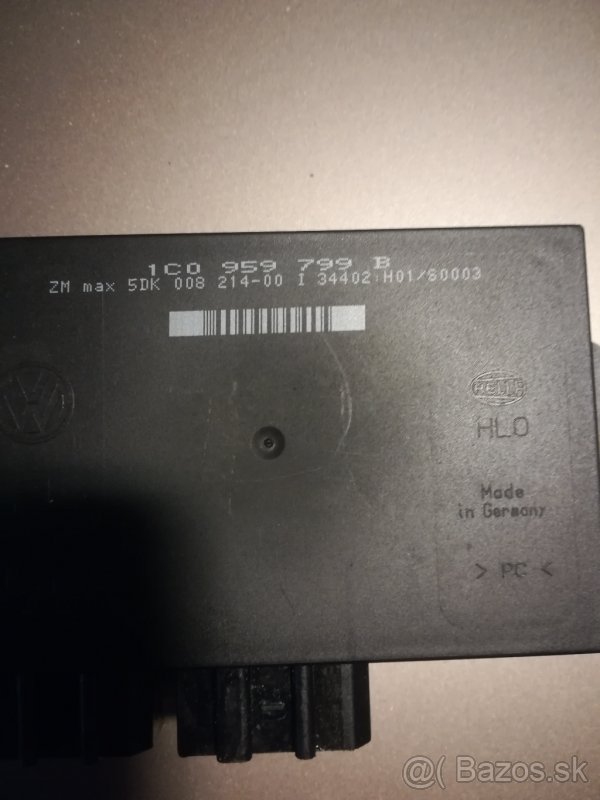 1C0 959 799 B
ZM max 5DK 008 214-00 I 34402 H01/S0003
HELLA
HLO
Made
in Germany
> PC <
@( Bazos.sk